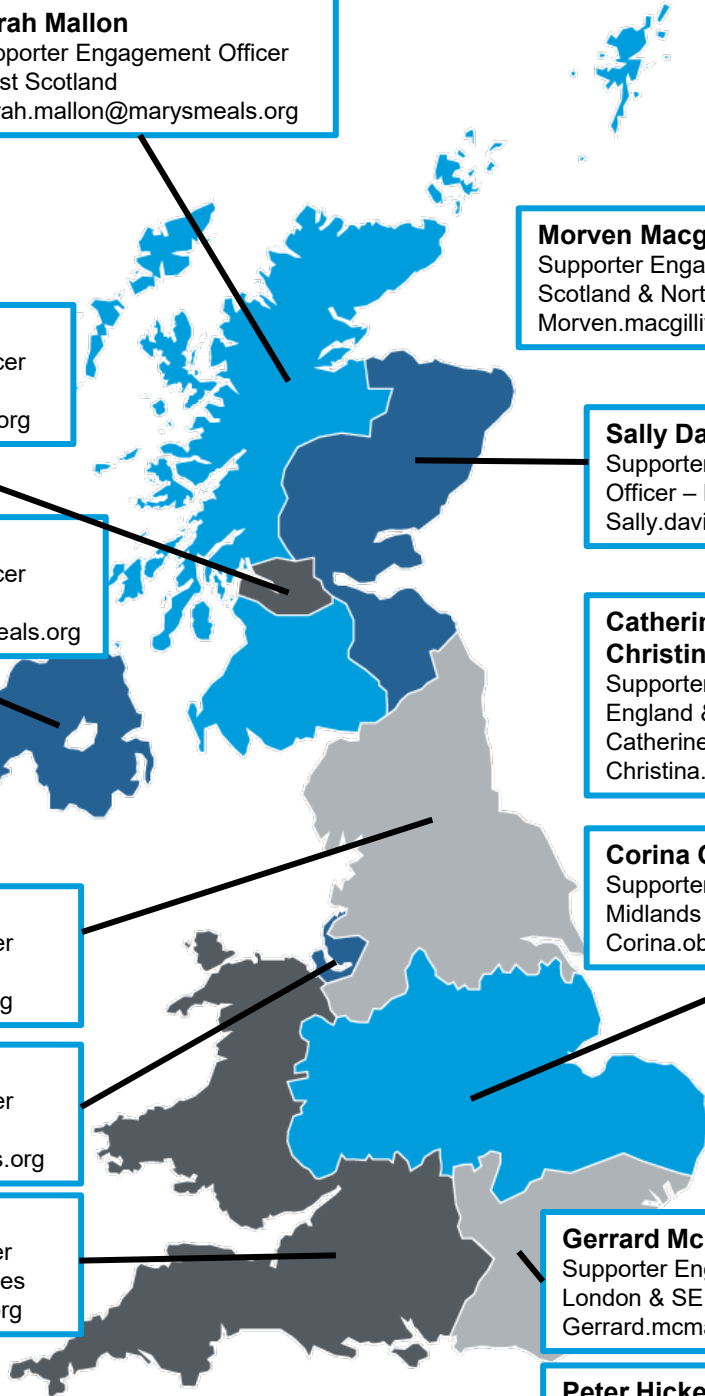 rah Mallon
pporter Engagement Officer
st Scotland
rah.mallon@marysmeals.org
Morven Macg
Supporter Enga
Scotland & Nort
Morven.macgilli
cer
org
Sally Da
Supporter
Officer –
Sally.davi
cer
eals.org
Catherin
Christin
Supporter
England &
Catherine
Christina.
Corina
Supporter
Midlands
Corina.ob
er
g
er
s.org
er
es
org
Gerrard Mc
Supporter Eng
London & SE
Gerrard.mcma
Peter Hicke